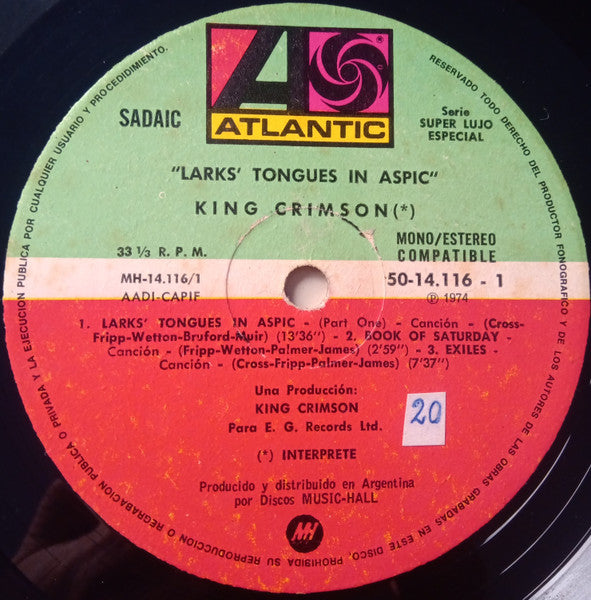 ATLANTIC
SADAIC
Serie
SUPER LUJO
ESPECIAL
"LARKS' TONGUES IN ASPIC"
KING CRIMSON(*)
33 ⅓ R. P. M.
MONO/ESTEREO
COMPATIBLE
MH-14.116/1
AADI-CAPIF
50-14.116 - 1
℗ 1974
1. LARKS' TONGUES IN ASPIC - (Part One) - Canción - (Cross-
Fripp-Wetton-Bruford-Muir) (13'36") - 2. BOOK OF SATURDAY -
Canción - (Fripp-Wetton-Palmer-James) (2'59") - 3. EXILES -
Canción - (Cross-Fripp-Palmer-James) (7'37")
Una Producción:
KING CRIMSON
Para E. G. Records Ltd.
20
(*) INTERPRETE
Producido y distribuido en Argentina
por Discos MUSIC-HALL
MH
RESERVADO TODO DERECHO DEL PRODUCTOR FONOGRAFICO Y DE LOS AUTORES DE LAS OBRAS GRABADAS EN ESTE DISCO. PROHIBIDA SU REPRODUCCION O REGRABACION PUBLICA O PRIVADA Y LA EJECUCION PUBLICA POR CUALQUIER USUARIO Y PROCEDIMIENTO.